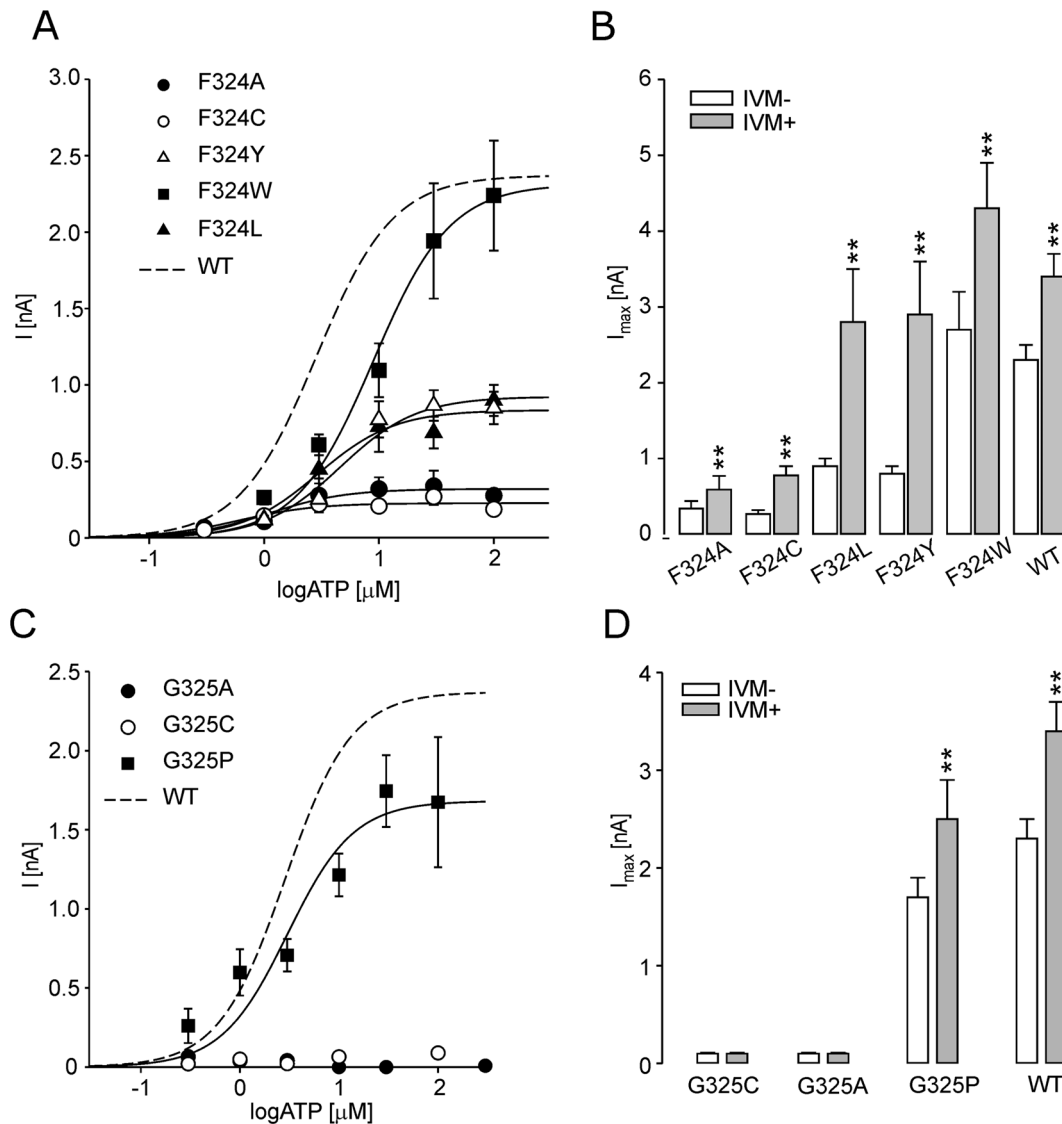 A
3.0
2.5
2.0
1.5
1.0
0.5
0
I [nA]
F324A
F324C
F324Y
F324W
F324L
WT
-1
0
1
2
logATP [μM]
B
6
5
4
3
2
1
0
I_max [nA]
IVM-
IVM+
**
**
**
**
**
**
F324A
F324C
F324L
F324Y
F324W
WT
C
2.5
2.0
1.5
1.0
0.5
0
I [nA]
G325A
G325C
G325P
WT
-1
0
1
2
logATP [μM]
D
4
3
2
1
0
I_max [nA]
IVM-
IVM+
**
**
G325C
G325A
G325P
WT